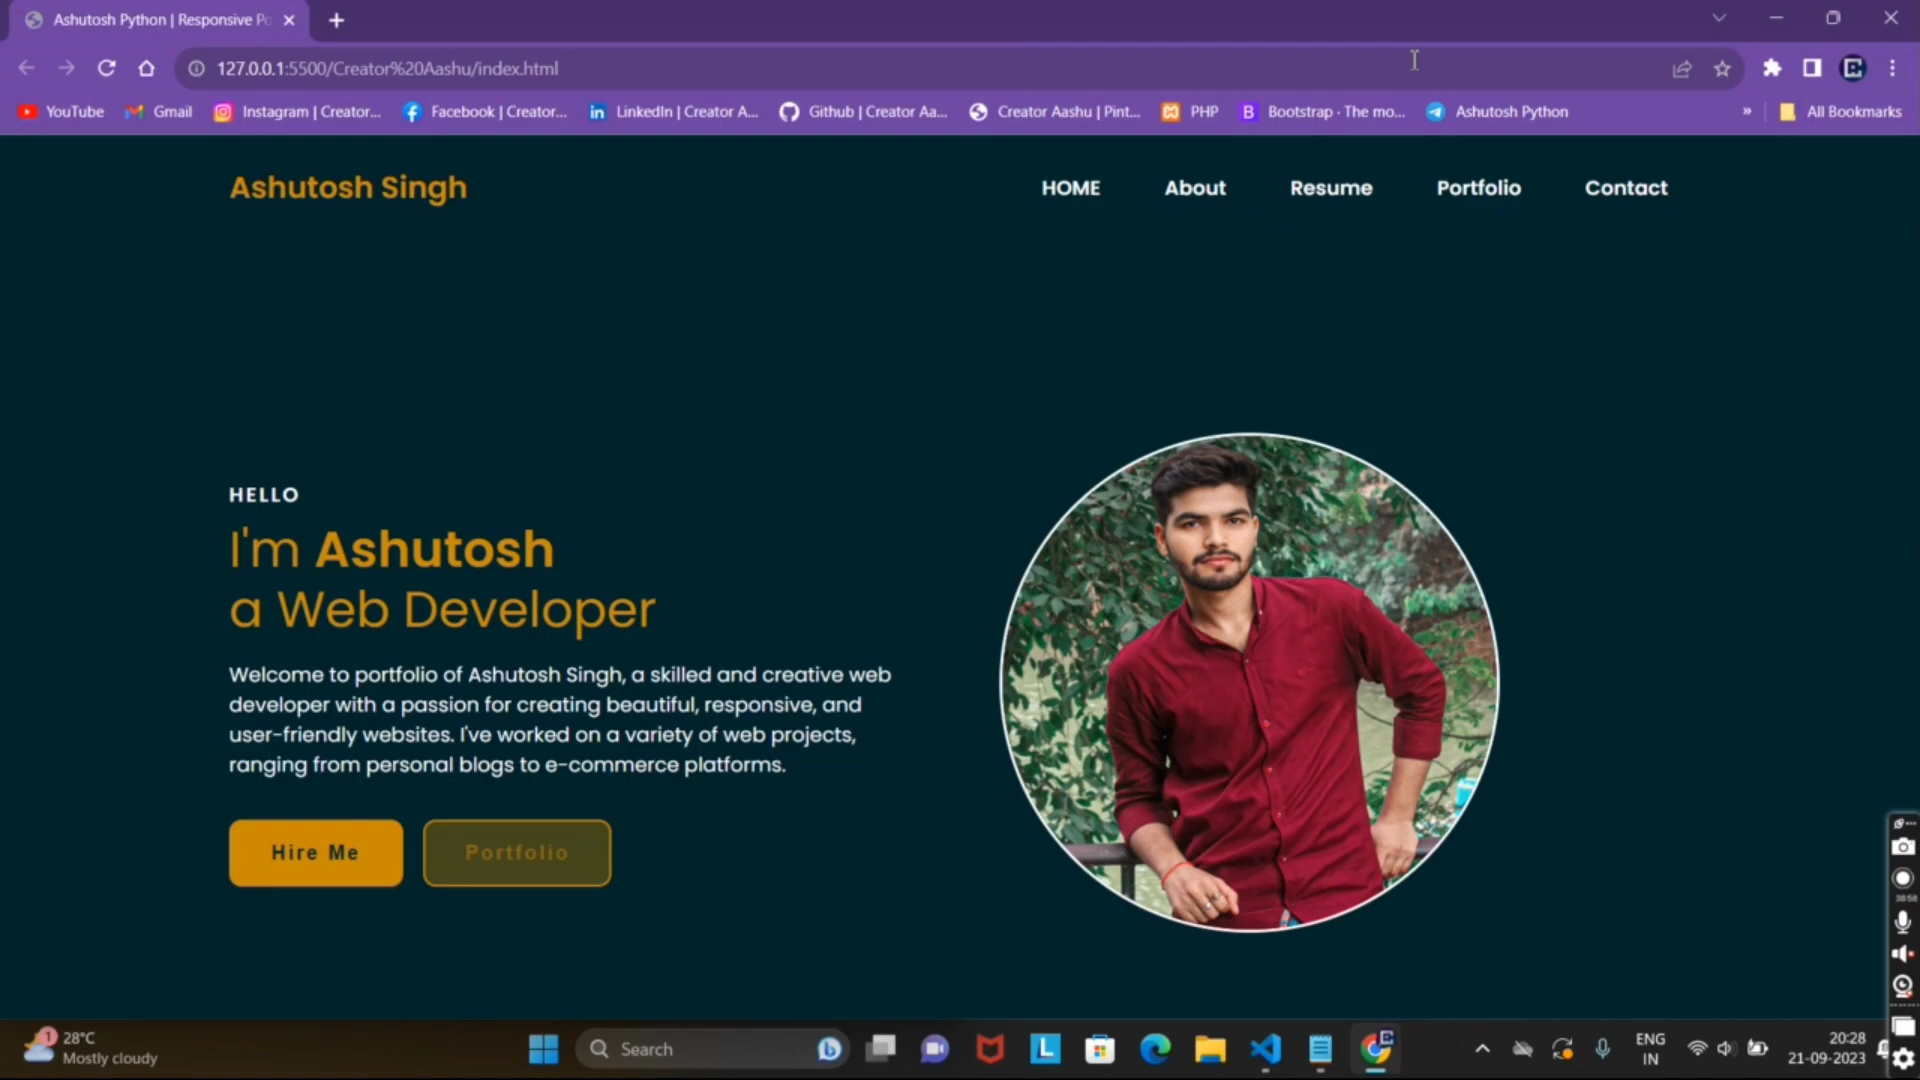 Ashutosh Python | Responsive Po
127.0.0.1:5500/Creator%20Aashu/index.html
YouTube Gmail Instagram | Creator... Facebook | Creator... LinkedIn | Creator A... Github | Creator Aa... Creator Aashu | Pint... PHP Bootstrap · The mo... Ashutosh Python » All Bookmarks
Ashutosh Singh HOME About Resume Portfolio Contact
HELLO
I'm Ashutosh
a Web Developer
Welcome to portfolio of Ashutosh Singh, a skilled and creative web
developer with a passion for creating beautiful, responsive, and
user-friendly websites. I've worked on a variety of web projects,
ranging from personal blogs to e-commerce platforms.
Hire Me Portfolio
38:58
1 28°C
Mostly cloudy
Search
ENG
IN
20:28
21-09-2023